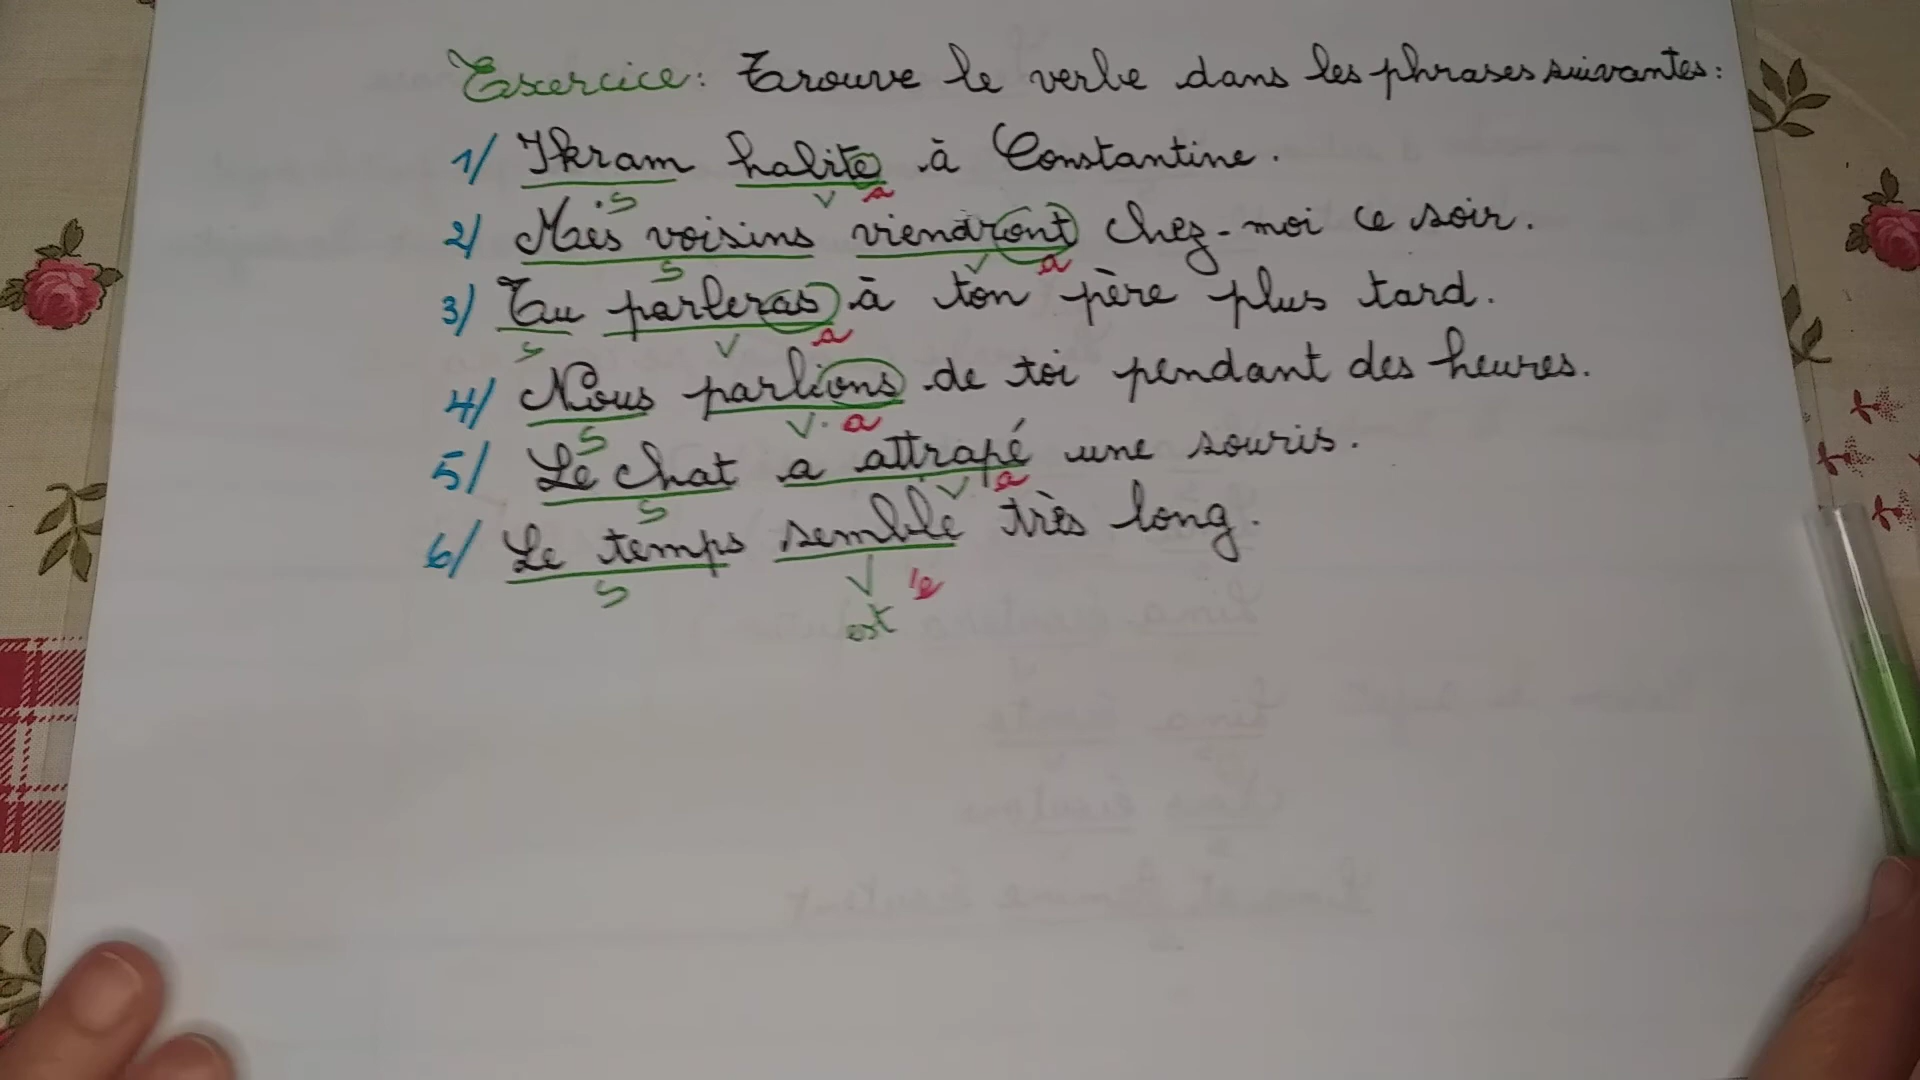 Exercice: Trouve le verbe dans les phrases suivantes:
1/ Ikram habite à Constantine.
S V a
2/ Mes voisins viendront chez-moi ce soir.
S V a
3/ Tu parleras à ton père plus tard.
S V a
4/ Nous parlions de toi pendant des heures.
S V. a
5/ Le chat a attrapé une souris.
S V a
6/ Le temps semble très long.
S V
est